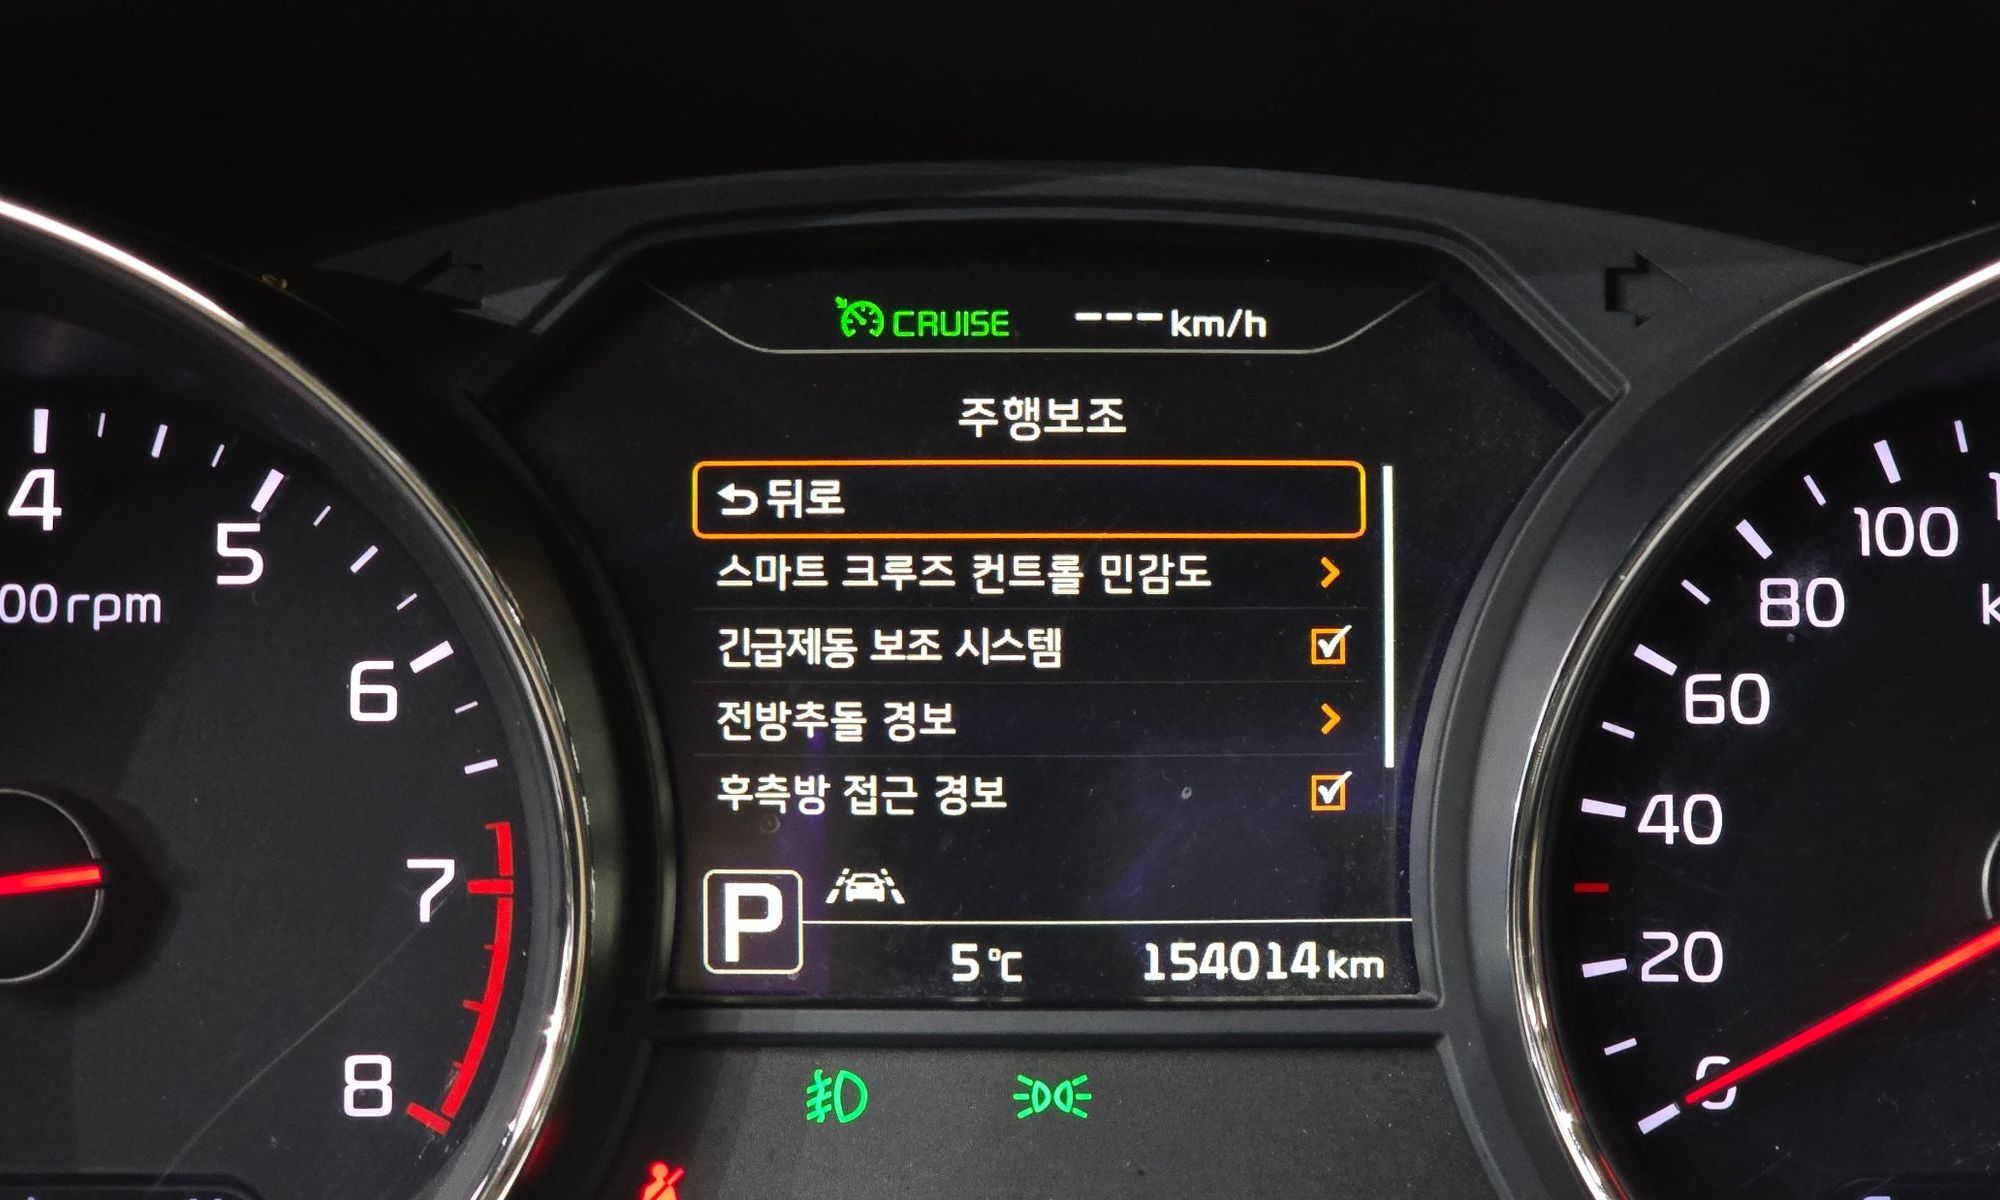 CRUISE ---km/h
주행보조
뒤로
스마트 크루즈 컨트롤 민감도
긴급제동 보조 시스템
전방추돌 경보
후측방 접근 경보
P
5℃ 154014km
4
5
00rpm
6
7
8
100
80
60
40
20
0